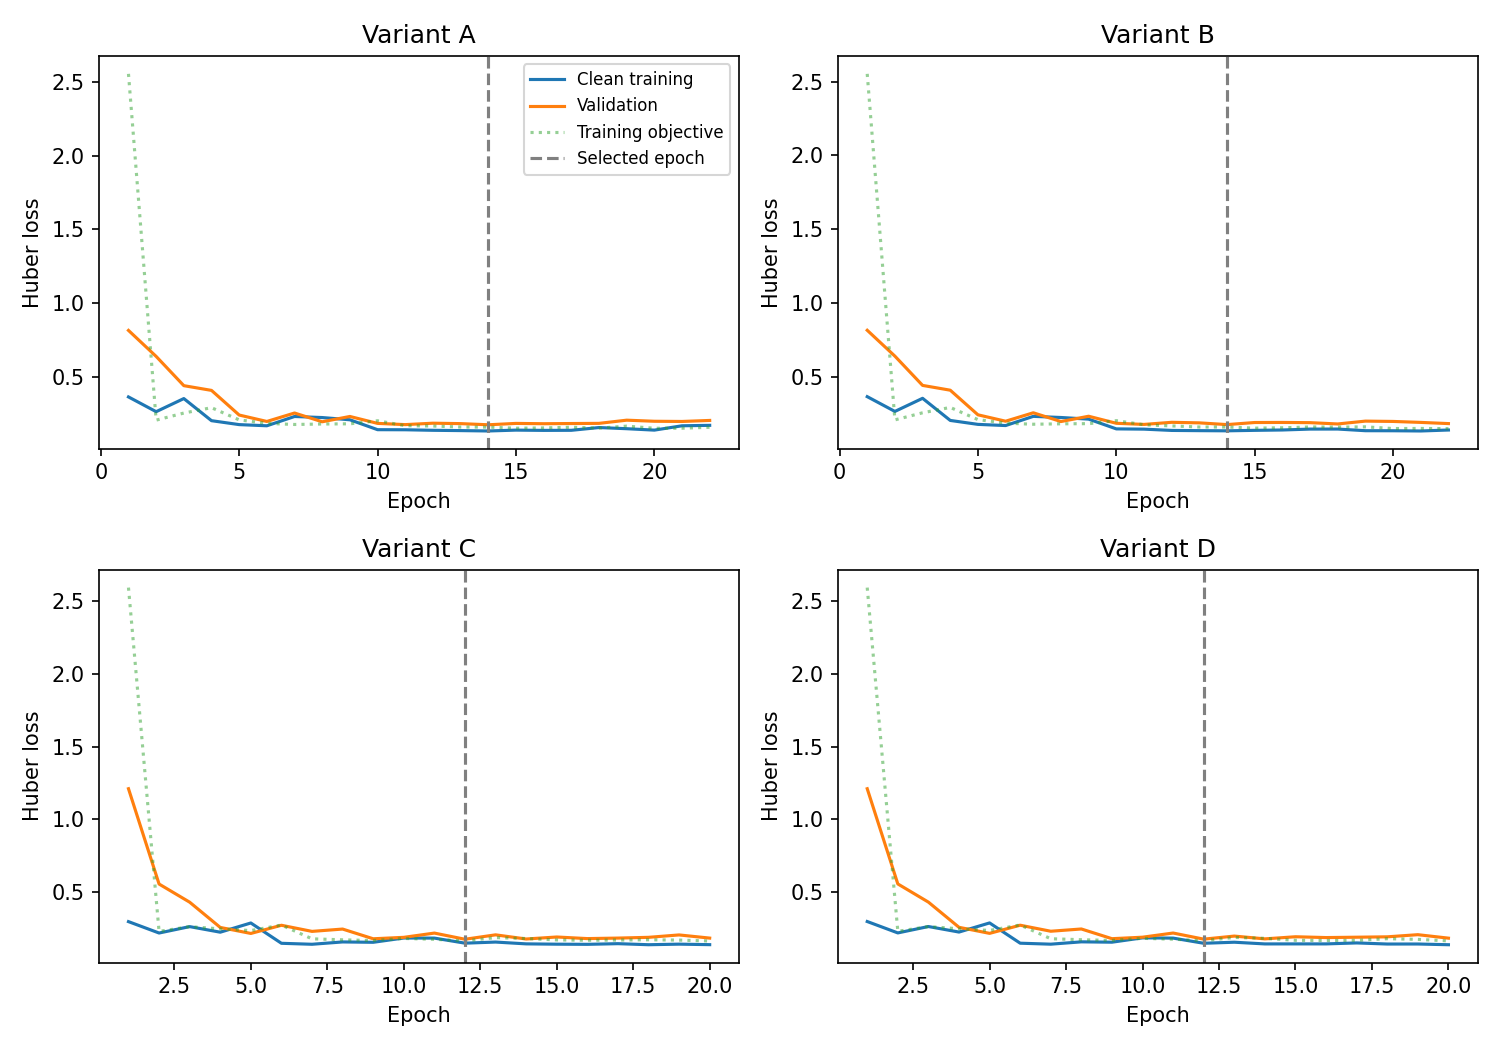 Variant A
Huber loss
2.5
2.0
1.5
1.0
0.5
Clean training
Validation
Training objective
Selected epoch
0 5 10 15 20
Epoch
Variant B
Huber loss
2.5
2.0
1.5
1.0
0.5
0 5 10 15 20
Epoch
Variant C
Huber loss
2.5
2.0
1.5
1.0
0.5
2.5 5.0 7.5 10.0 12.5 15.0 17.5 20.0
Epoch
Variant D
Huber loss
2.5
2.0
1.5
1.0
0.5
2.5 5.0 7.5 10.0 12.5 15.0 17.5 20.0
Epoch